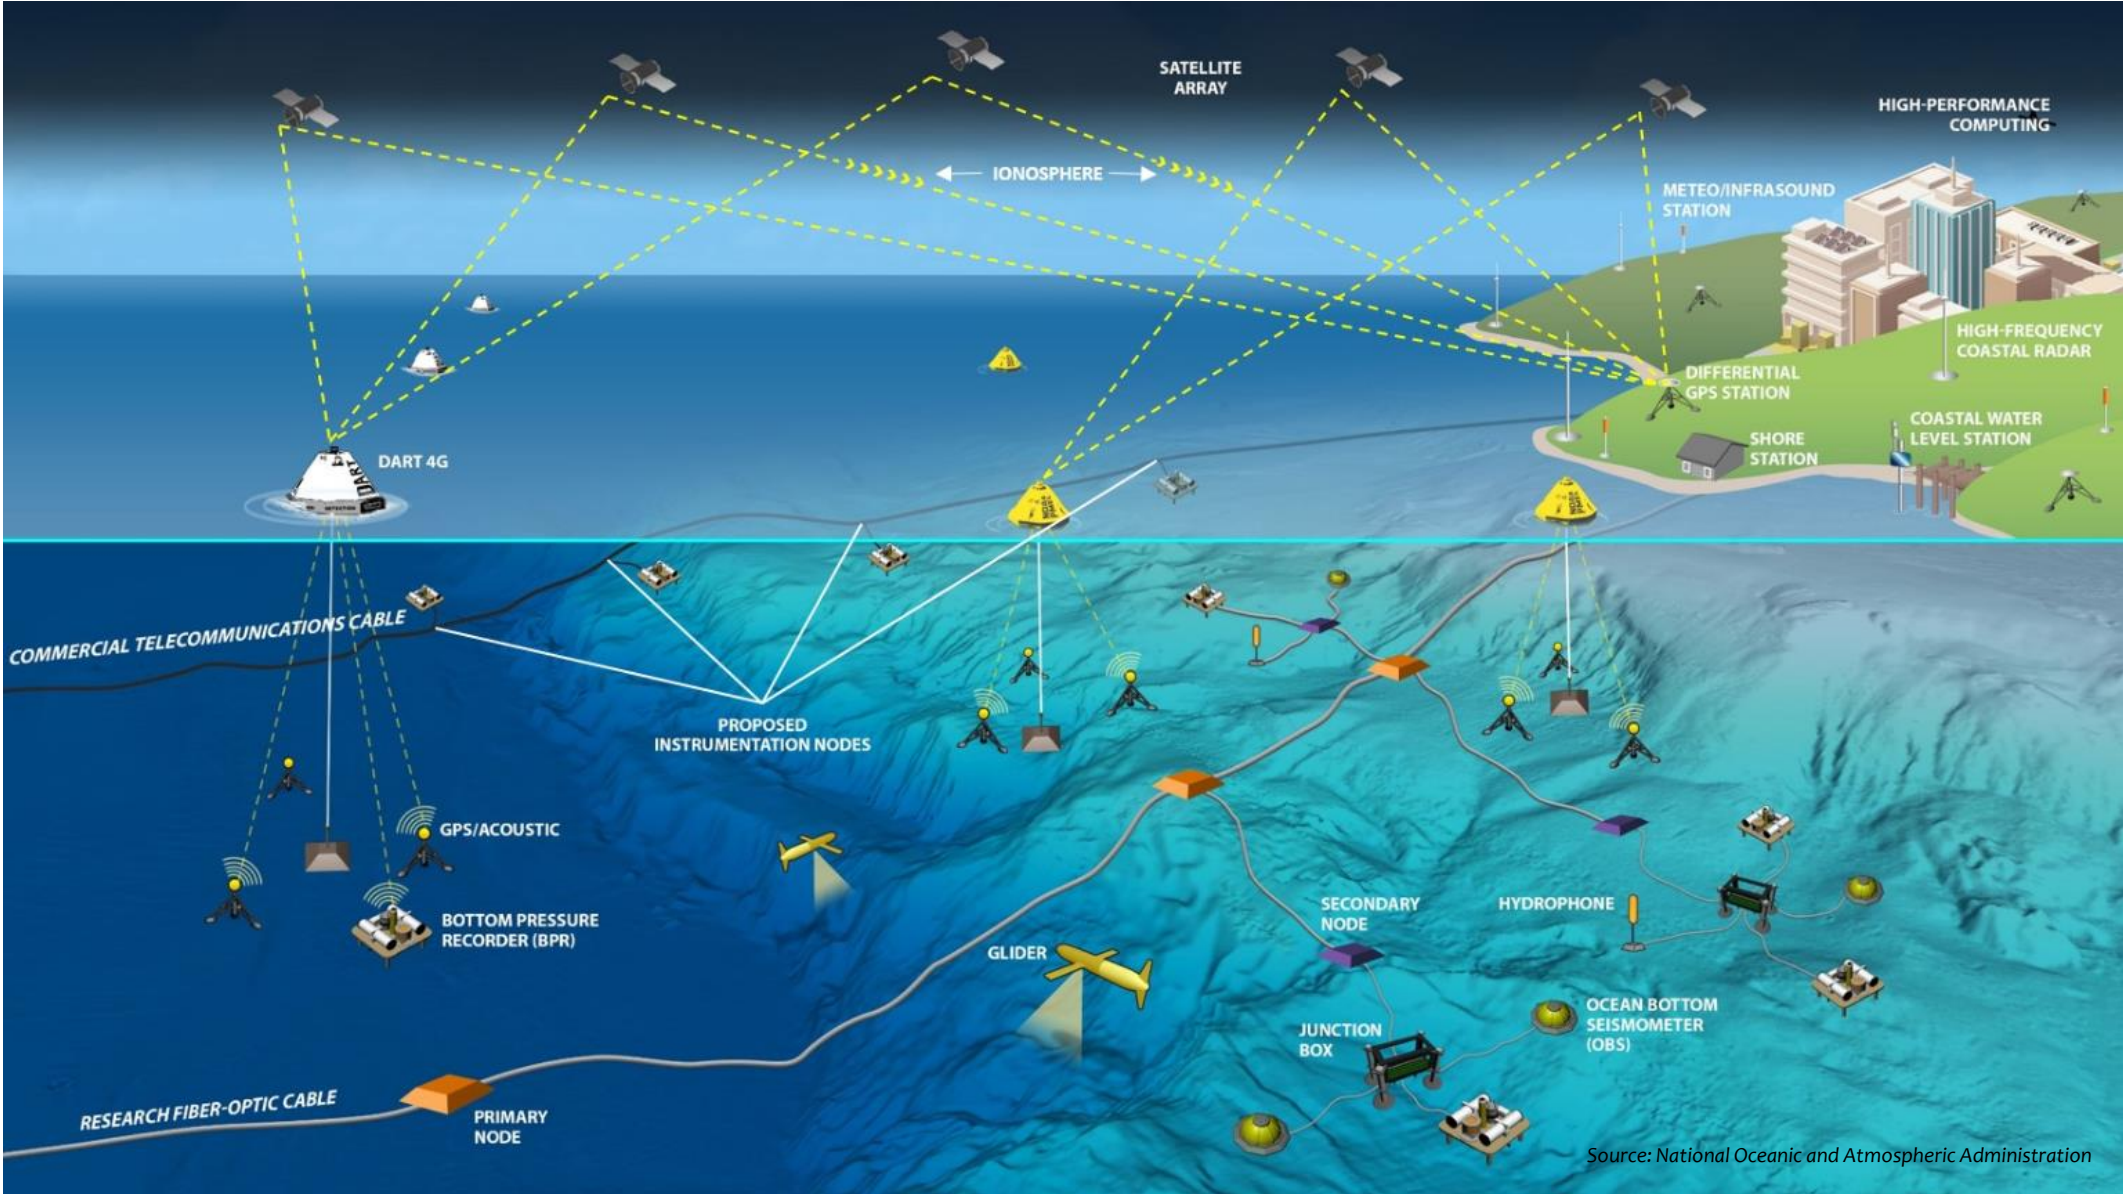 SATELLITE
ARRAY
HIGH-PERFORMANCE
COMPUTING
IONOSPHERE
METEO/INFRASOUND
STATION
HIGH-FREQUENCY
COASTAL RADAR
DIFFERENTIAL
GPS STATION
COASTAL WATER
LEVEL STATION
SHORE
STATION
DART 4G
DART
COMMERCIAL TELECOMMUNICATIONS CABLE
PROPOSED
INSTRUMENTATION NODES
GPS/ACOUSTIC
BOTTOM PRESSURE
RECORDER (BPR)
SECONDARY
NODE
HYDROPHONE
GLIDER
OCEAN BOTTOM
SEISMOMETER
(OBS)
JUNCTION
BOX
RESEARCH FIBER-OPTIC CABLE
PRIMARY
NODE
Source: National Oceanic and Atmospheric Administration